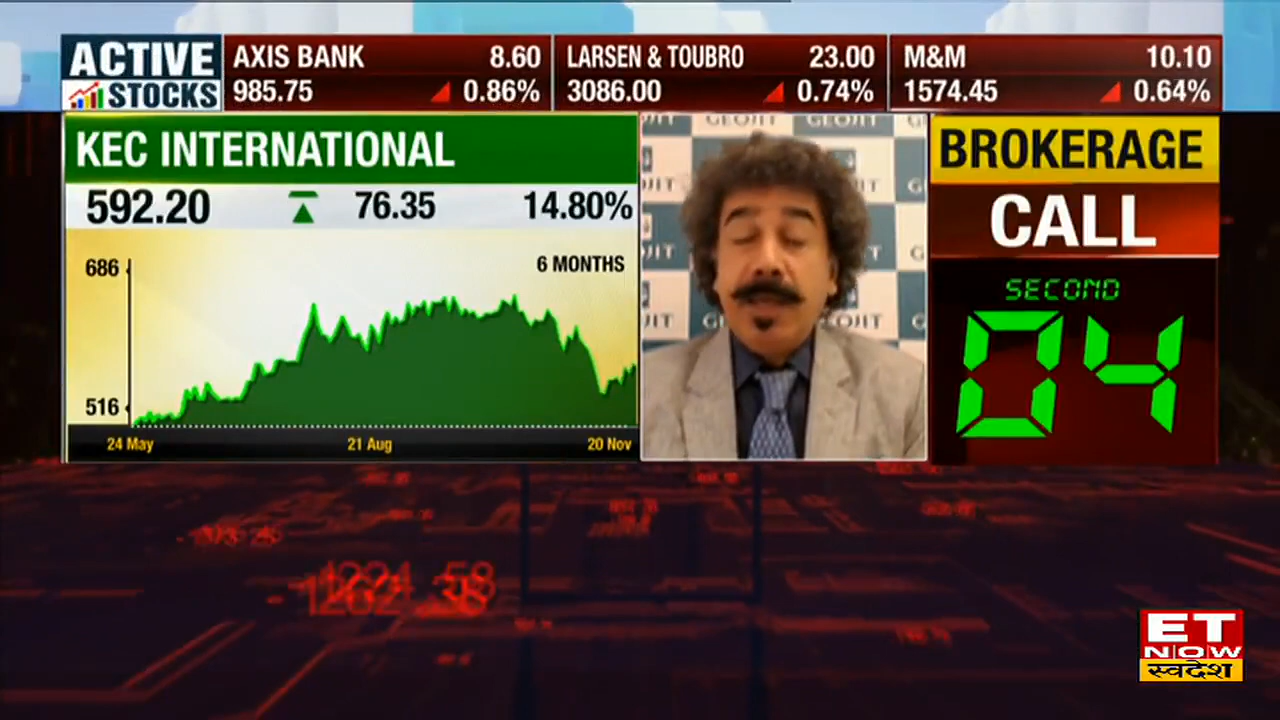 ACTIVE
STOCKS
AXIS BANK 8.60
985.75 0.86%
LARSEN & TOUBRO 23.00
3086.00 0.74%
M&M 10.10
1574.45 0.64%
KEC INTERNATIONAL
592.20 76.35 14.80%
6 MONTHS
686
516
24 May 21 Aug 20 Nov
GEOJIT GEOJIT
BROKERAGE
CALL
SECOND
04
ET
NOW
स्वदेश